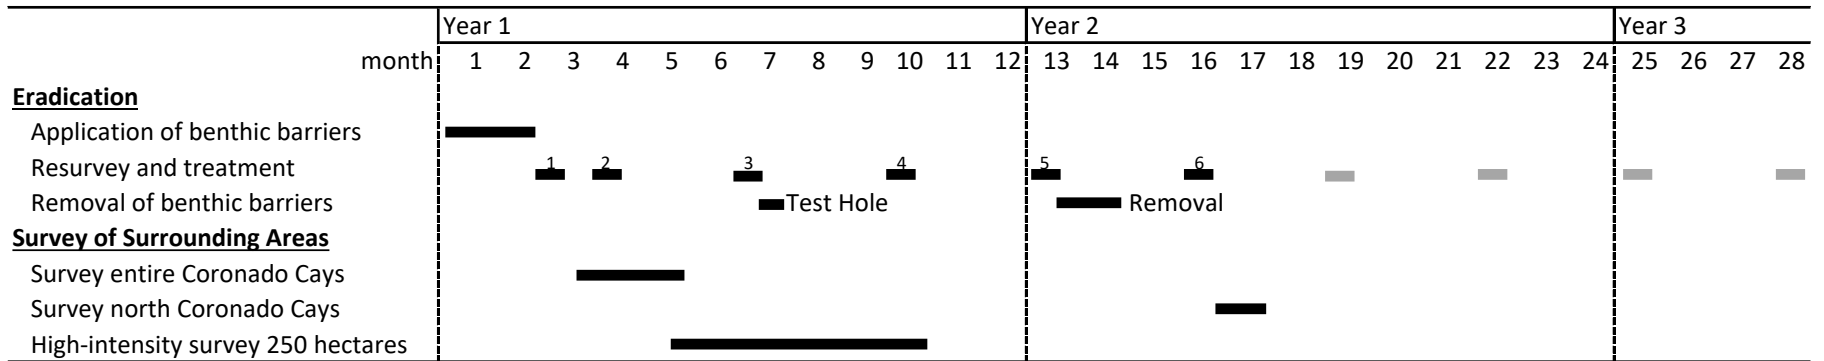 Year 1 Year 2 Year 3
month 1 2 3 4 5 6 7 8 9 10 11 12 13 14 15 16 17 18 19 20 21 22 23 24 25 26 27 28
Eradication
Application of benthic barriers
Resurvey and treatment 1 2 3 4 5 6
Removal of benthic barriers Test Hole Removal
Survey of Surrounding Areas
Survey entire Coronado Cays
Survey north Coronado Cays
High-intensity survey 250 hectares